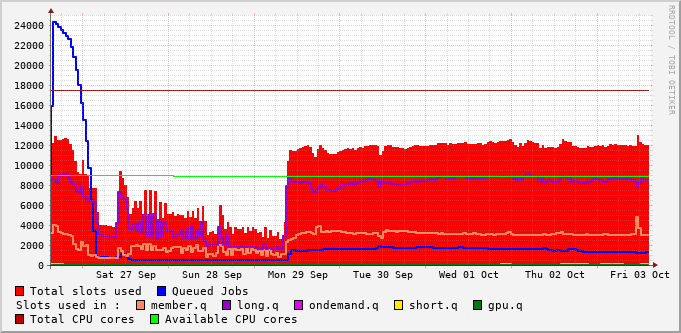 24000
22000
20000
18000
16000
14000
12000
10000
8000
6000
4000
2000
0
Sat 27 Sep Sun 28 Sep Mon 29 Sep Tue 30 Sep Wed 01 Oct Thu 02 Oct Fri 03 Oct
Total slots used Queued Jobs
Slots used in : member.q long.q ondemand.q short.q gpu.q
Total CPU cores Available CPU cores
RRDTOOL / TOBI OETIKER